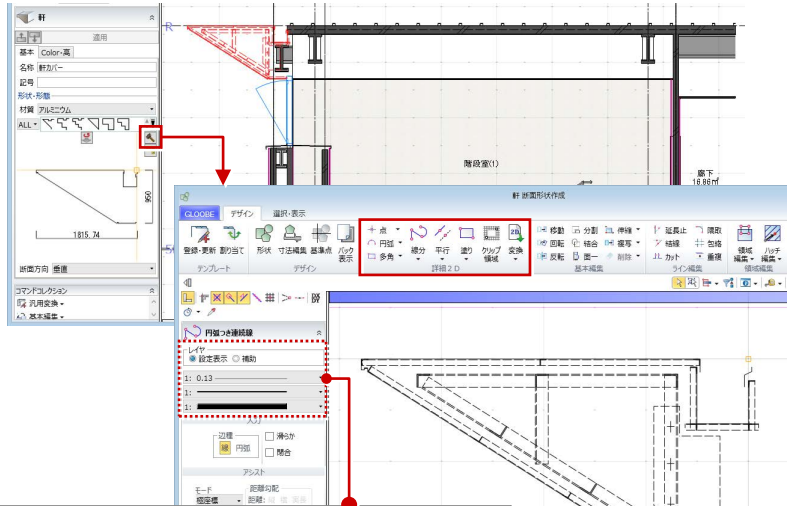 軒
適用
基本 Color・高
名称 軒カバー
記号
形状・形態
材質 アルミニウム
ALL
950
1815.74
断面方向 垂直
コマンドコレクション
汎用変換
基本編集
R
階段室(1)
廊下
16.86㎡
軒 断面形状作成
GLOOBE デザイン 選択・表示
登録・更新 割り当て 形状 寸法編集 基準点 バック表示
テンプレート デザイン
点
円弧
多角
線分 平行 塗り クリップ領域 変換
詳細2D
移動 分割 伸縮
回転 結合 複写
反転 面一 削除
基本編集
延長止 隅取
結線 包絡
カット 重複
ライン編集
領域編集 ハッチ編集
領域編集
円弧つき連続線
レイヤ
設定表示 補助
1: 0.13
1:
1:
入力
辺種
線 円弧
滑らか
閉合
アシスト
モード
極座標
距離勾配
距離: